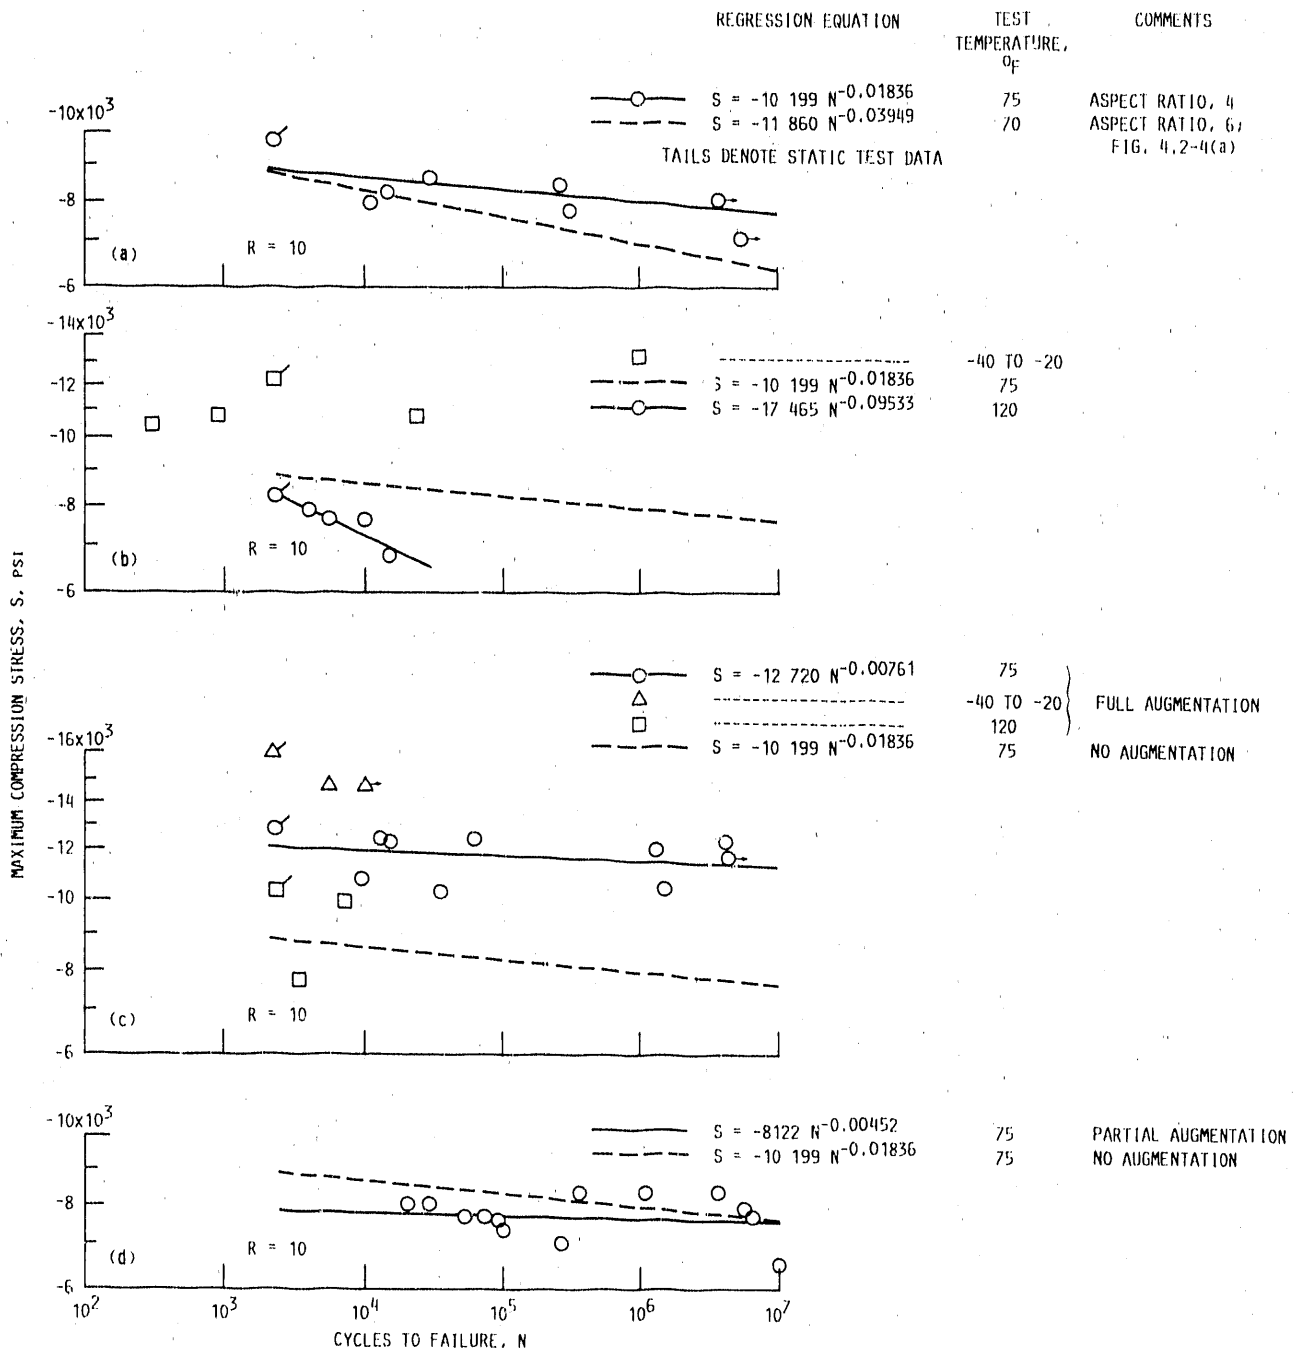 REGRESSION EQUATION TEST TEMPERATURE, °F COMMENTS
S = -10 199 N^-0.01836 75 ASPECT RATIO, 4
S = -11 860 N^-0.03949 70 ASPECT RATIO, 6;
FIG. 4.2-4(a)
TAILS DENOTE STATIC TEST DATA
-10x10^3
-8
-6
(a) R = 10
-14x10^3
-12
-10
-8
-6
(b) R = 10
-------------------- -40 TO -20
S = -10 199 N^-0.01836 75
S = -17 465 N^-0.09533 120
MAXIMUM COMPRESSION STRESS, S, PSI
S = -12 720 N^-0.00761 75
-------------------- -40 TO -20 FULL AUGMENTATION
-------------------- 120
S = -10 199 N^-0.01836 75 NO AUGMENTATION
-16x10^3
-14
-12
-10
-8
-6
(c) R = 10
-10x10^3
-8
-6
(d) R = 10
S = -8122 N^-0.00452 75 PARTIAL AUGMENTATION
S = -10 199 N^-0.01836 75 NO AUGMENTATION
10^2 10^3 10^4 10^5 10^6 10^7
CYCLES TO FAILURE, N